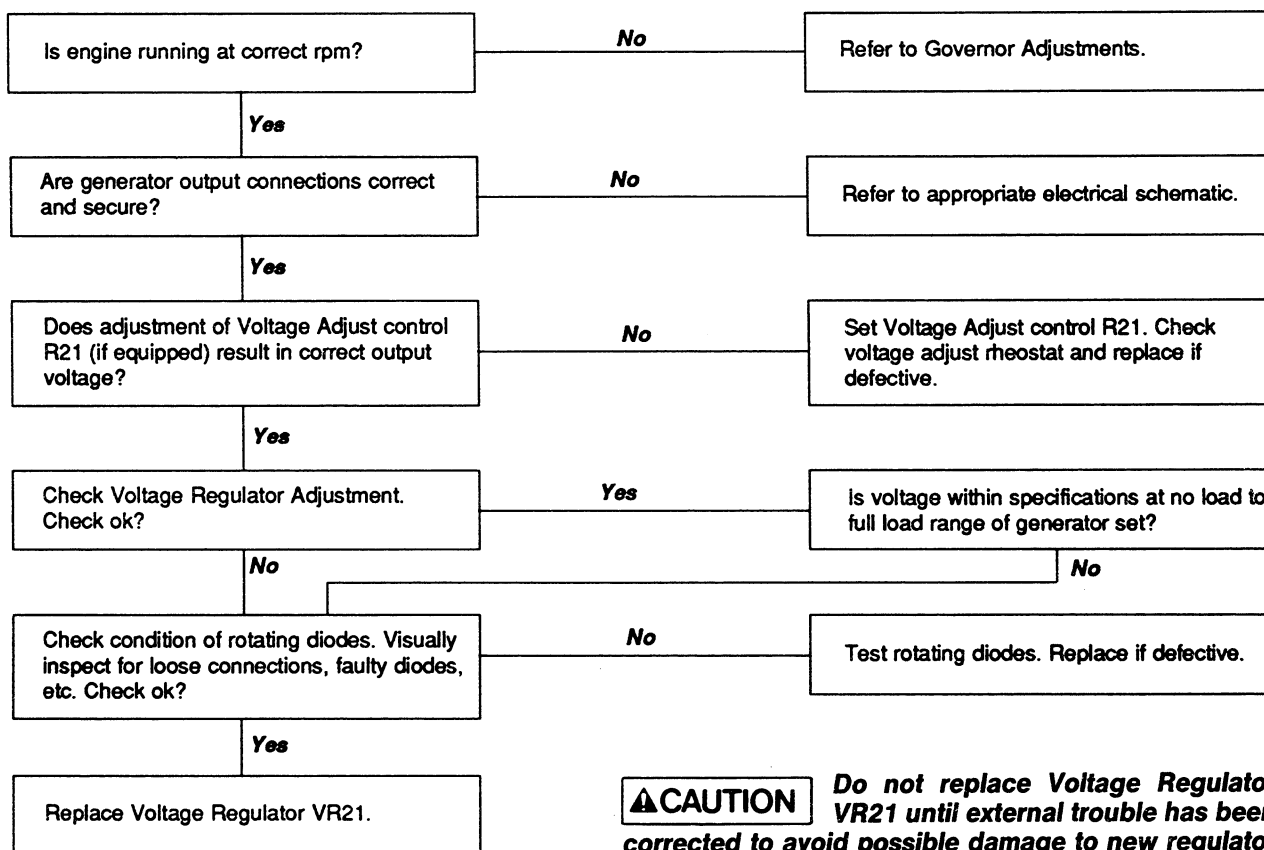 Is engine running at correct rpm?
No
Refer to Governor Adjustments.
Yes
Are generator output connections correct
and secure?
No
Refer to appropriate electrical schematic.
Yes
Does adjustment of Voltage Adjust control
R21 (if equipped) result in correct output
voltage?
No
Set Voltage Adjust control R21. Check
voltage adjust rheostat and replace if
defective.
Yes
Check Voltage Regulator Adjustment.
Check ok?
Yes
Is voltage within specifications at no load to
full load range of generator set?
No
No
Check condition of rotating diodes. Visually
inspect for loose connections, faulty diodes,
etc. Check ok?
No
Test rotating diodes. Replace if defective.
Yes
Replace Voltage Regulator VR21.
CAUTION
Do not replace Voltage Regulato
VR21 until external trouble has been
corrected to avoid possible damage to new regulato